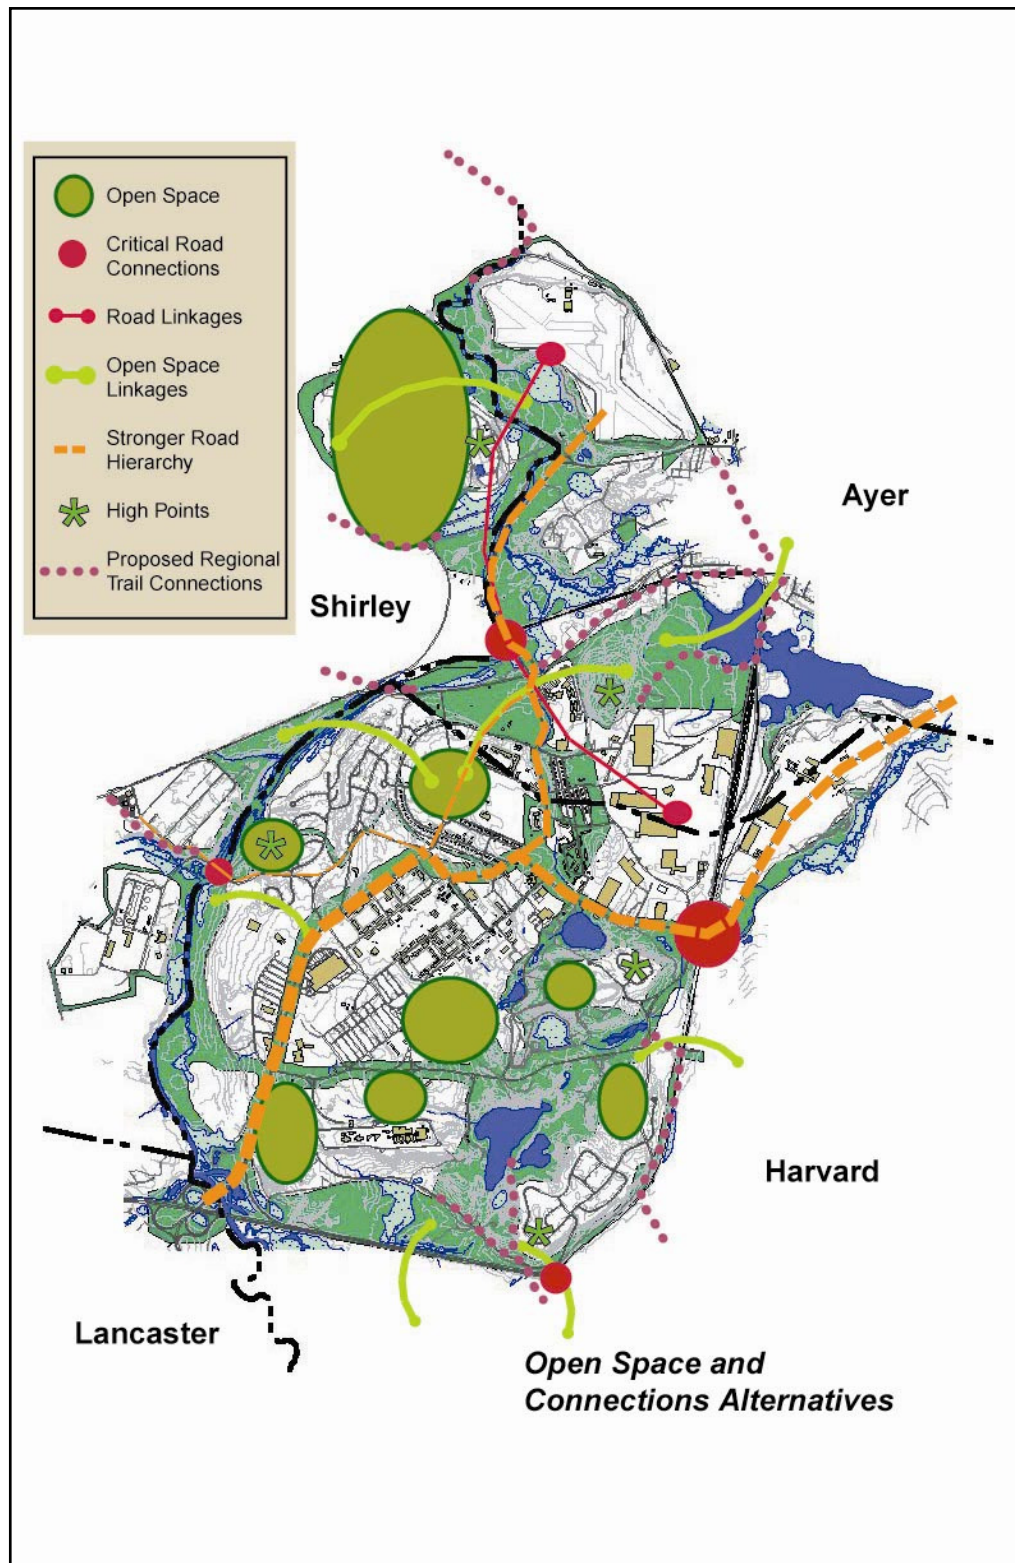 Open Space
Critical Road
Connections
Road Linkages
Open Space
Linkages
Stronger Road
Hierarchy
High Points
Proposed Regional
Trail Connections
Ayer
Shirley
Harvard
Lancaster
Open Space and
Connections Alternatives